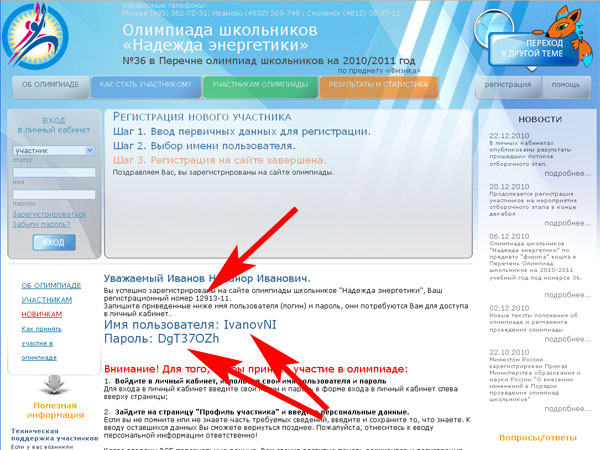 справочные телефоны:
Москва (495) 362-72-31; Иваново (4932) 269-749 ; Смоленск (4812) 38-97-11
Олимпиада школьников
«Надежда энергетики»
№36 в Перечне олимпиад школьников на 2010/2011 год
по предмету «Физика»
ПЕРЕХОД
К ДРУГОЙ ТЕМЕ
ОБ ОЛИМПИАДЕ
КАК СТАТЬ УЧАСТНИКОМ?
УЧАСТНИКАМ ОЛИМПИАДЫ
РЕЗУЛЬТАТЫ И СТАТИСТИКА
регистрация
помощь
ВХОД
в личный кабинет
участник
статус
имя
пароль
Зарегистрироваться
Забыли пароль?
ВХОД
Регистрация нового участника
Шаг 1. Ввод первичных данных для регистрации.
Шаг 2. Выбор имени пользователя.
Шаг 3. Регистрация на сайте завершена.
Поздравляем Вас, вы зарегистрированы на сайте олимпиады.
НОВОСТИ
22.12.2010
В личных кабинетах
опубликованы результаты
прошедших потоков
отборочного этапа.
подробнее...
20.12.2010
Продолжается регистрация
участников на мероприятия
отборочного этапа в конце
декабря
подробнее...
06.12.2010
Олимпиада школьников
"Надежда энергетики" по
предмету "физика" вошла в
Перечень Олимпиад
школьников на 2010-2011
учебный год под номером 36.
подробнее...
02.12.2010
Новые тексты положения об
олимпиаде и регламента
проведения олимпиады
подробнее...
22.10.2010
Минюстом России
зарегистрирован Приказ
Министерства образования
и науки России "О внесении
изменений в Порядок
проведения олимпиад
школьников"
подробнее...
Вопросы/ответы
ОБ ОЛИМПИАДЕ
УЧАСТНИКАМ
НОВИЧКАМ
Как принять
участие в
олимпиаде
Полезная
информация
Техническая
поддержка участников
Если у вас возникли
Уважаемый Иванов Иванович.
Вы успешно зарегистрированы на сайте олимпиады школьников "Надежда энергетики", Ваш
регистрационный номер 12913-11.
Запишите приведенные ниже имя пользователя (логин) и пароль, они потребуются Вам для доступа
в личный кабинет.
Имя пользователя: IvanovNI
Пароль: DgT37OZh
Внимание! Для того, чтобы принять участие в олимпиаде:
1. Войдите в личный кабинет, используя свои имя пользователя и пароль
Для входа в личный кабинет введите свои и пароль в форме входа в личный кабинет слева
вверху страницы;
2. Зайдите на страницу "Профиль участника" и введите персональные данные.
Если вы не помните или не знаете часть требуемых сведений, введите и сохраните то, что знаете. К
вводу оставшихся данных Вы сможете вернуться позднее. Пожалуйста, отнеситесь к вводу
персональной информации ответственно!